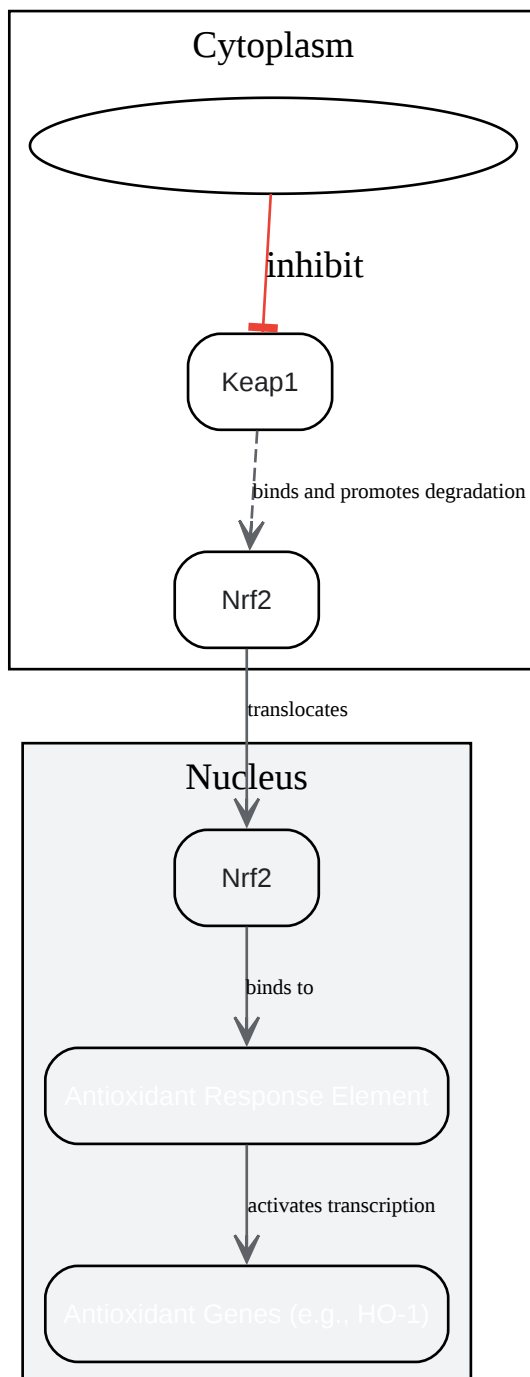 Cytoplasm
inhibit
Keap1
binds and promotes degradation
Nrf2
translocates
Nucleus
Nrf2
binds to
Antioxidant Response Element
activates transcription
Antioxidant Genes (e.g., HO-1)